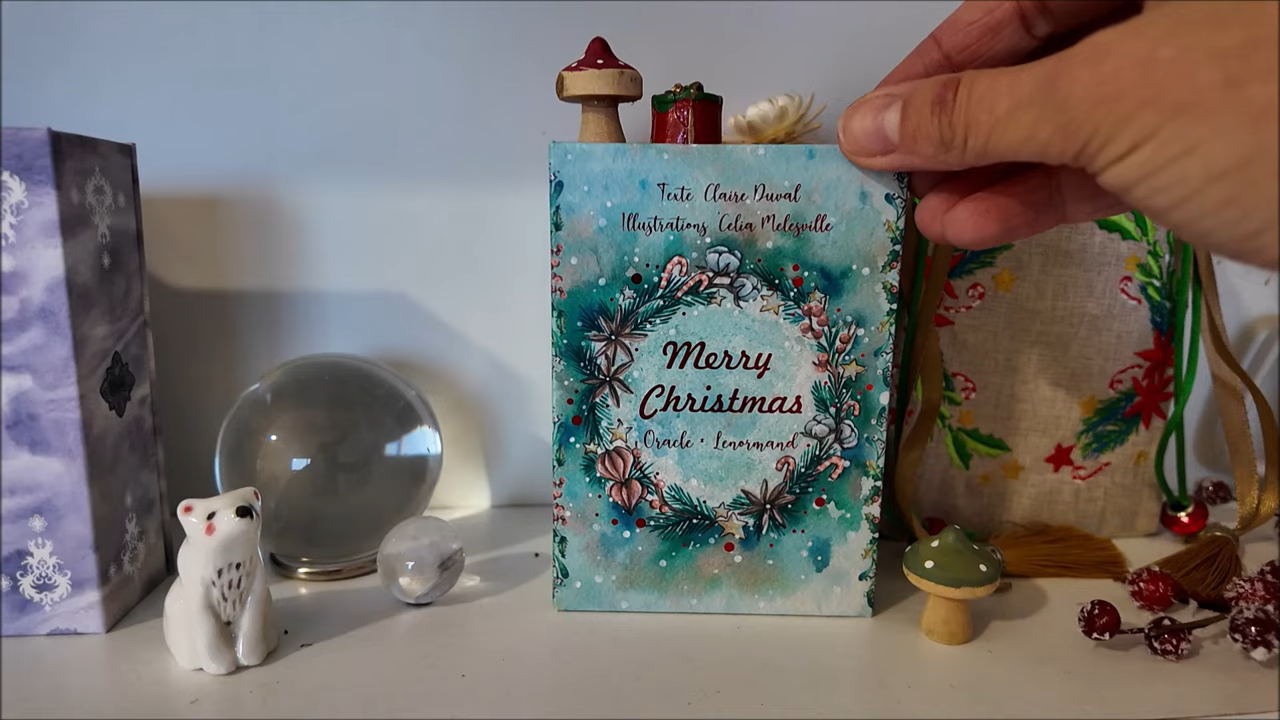 Texte Claire Duval
Illustrations Celia Melesville
Merry
Christmas
Oracle • Lenormand